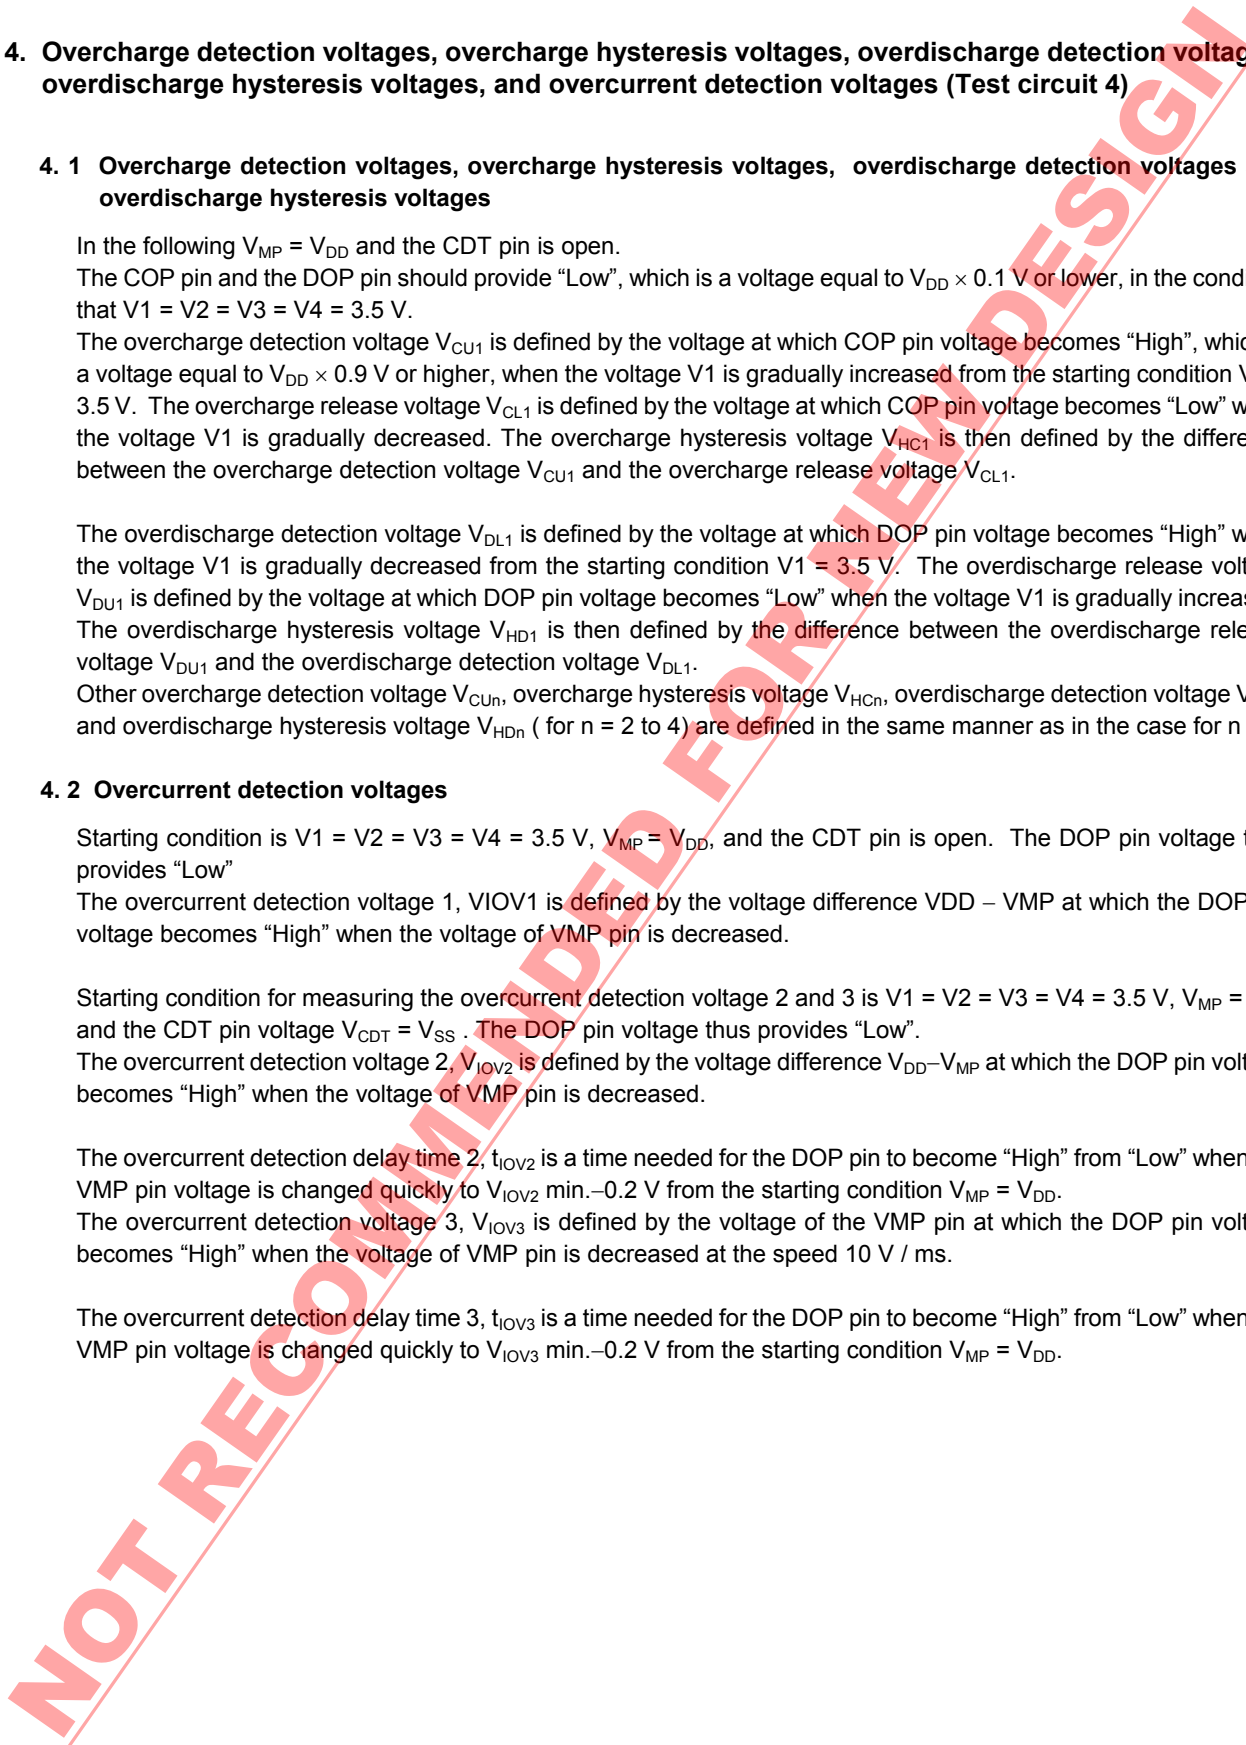 4. Overcharge detection voltages, overcharge hysteresis voltages, overdischarge detection voltag
overdischarge hysteresis voltages, and overcurrent detection voltages (Test circuit 4)
4. 1 Overcharge detection voltages, overcharge hysteresis voltages, overdischarge detection voltages
overdischarge hysteresis voltages
In the following VMP = VDD and the CDT pin is open.
The COP pin and the DOP pin should provide “Low”, which is a voltage equal to VDD × 0.1 V or lower, in the cond
that V1 = V2 = V3 = V4 = 3.5 V.
The overcharge detection voltage VCU1 is defined by the voltage at which COP pin voltage becomes “High”, whic
a voltage equal to VDD × 0.9 V or higher, when the voltage V1 is gradually increased from the starting condition V
3.5 V. The overcharge release voltage VCL1 is defined by the voltage at which COP pin voltage becomes “Low” w
the voltage V1 is gradually decreased. The overcharge hysteresis voltage VHC1 is then defined by the differe
between the overcharge detection voltage VCU1 and the overcharge release voltage VCL1.
The overdischarge detection voltage VDL1 is defined by the voltage at which DOP pin voltage becomes “High” w
the voltage V1 is gradually decreased from the starting condition V1 = 3.5 V. The overdischarge release volt
VDU1 is defined by the voltage at which DOP pin voltage becomes “Low” when the voltage V1 is gradually increas
The overdischarge hysteresis voltage VHD1 is then defined by the difference between the overdischarge rele
voltage VDU1 and the overdischarge detection voltage VDL1.
Other overcharge detection voltage VCUn, overcharge hysteresis voltage VHCn, overdischarge detection voltage V
and overdischarge hysteresis voltage VHDn ( for n = 2 to 4) are defined in the same manner as in the case for n
4. 2 Overcurrent detection voltages
Starting condition is V1 = V2 = V3 = V4 = 3.5 V, VMP = VDD, and the CDT pin is open. The DOP pin voltage t
provides “Low”
The overcurrent detection voltage 1, VIOV1 is defined by the voltage difference VDD – VMP at which the DOP
voltage becomes “High” when the voltage of VMP pin is decreased.
Starting condition for measuring the overcurrent detection voltage 2 and 3 is V1 = V2 = V3 = V4 = 3.5 V, VMP =
and the CDT pin voltage VCDT = VSS . The DOP pin voltage thus provides “Low”.
The overcurrent detection voltage 2, VIOV2 is defined by the voltage difference VDD–VMP at which the DOP pin volt
becomes “High” when the voltage of VMP pin is decreased.
The overcurrent detection delay time 2, tIOV2 is a time needed for the DOP pin to become “High” from “Low” when
VMP pin voltage is changed quickly to VIOV2 min.–0.2 V from the starting condition VMP = VDD.
The overcurrent detection voltage 3, VIOV3 is defined by the voltage of the VMP pin at which the DOP pin volt
becomes “High” when the voltage of VMP pin is decreased at the speed 10 V / ms.
The overcurrent detection delay time 3, tIOV3 is a time needed for the DOP pin to become “High” from “Low” when
VMP pin voltage is changed quickly to VIOV3 min.–0.2 V from the starting condition VMP = VDD.
NOT RECOMMENDED FOR NEW DESIGN